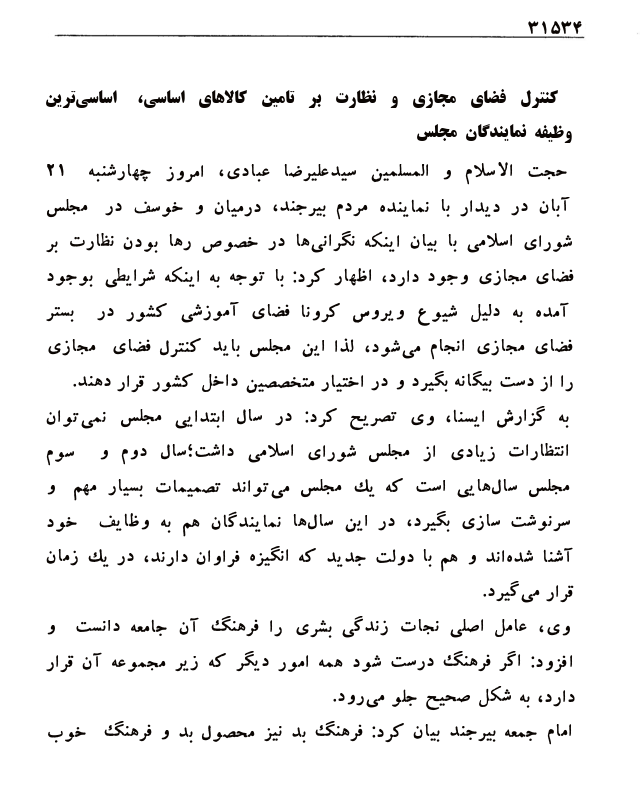 ۳۱۵۳۴
کنترل فضای مجازی و نظارت بر تامین کالاهای اساسی، اساسی‌ترین
وظیفه نمایندگان مجلس
حجت الاسلام و المسلمین سیدعلیرضا عبادی، امروز چهارشنبه ۲۱
آبان در دیدار با نماینده مردم بیرجند، درمیان و خوسف در مجلس
شورای اسلامی با بیان اینکه نگرانی‌ها در خصوص رها بودن نظارت بر
فضای مجازی وجود دارد، اظهار کرد: با توجه به اینکه شرایطی بوجود
آمده به دلیل شیوع ویروس کرونا فضای آموزشی کشور در بستر
فضای مجازی انجام می‌شود، لذا این مجلس باید کنترل فضای مجازی
را از دست بیگانه بگیرد و در اختیار متخصصین داخل کشور قرار دهند.
به گزارش ایسنا، وی تصریح کرد: در سال ابتدایی مجلس نمی‌توان
انتظارات زیادی از مجلس شورای اسلامی داشت؛سال دوم و سوم
مجلس سال‌هایی است که یك مجلس می‌تواند تصمیمات بسیار مهم و
سرنوشت سازی بگیرد، در این سال‌ها نمایندگان هم به وظایف خود
آشنا شده‌اند و هم با دولت جدید که انگیزه فراوان دارند، در یك زمان
قرار می‌گیرد.
وی، عامل اصلی نجات زندگی بشری را فرهنگ آن جامعه دانست و
افزود: اگر فرهنگ درست شود همه امور دیگر که زیر مجموعه آن قرار
دارد، به شکل صحیح جلو می‌رود.
امام جمعه بیرجند بیان کرد: فرهنگ بد نیز محصول بد و فرهنگ خوب